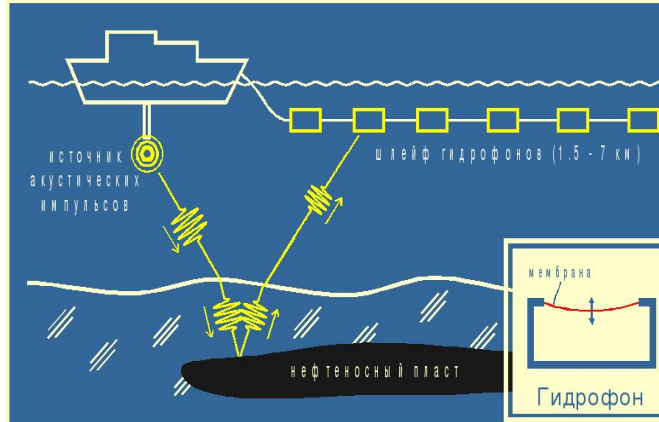 источник
акустических
импульсов
шлейф гидрофонов (1.5 - 7 км)
нефтеносный пласт
мембрана
Гидрофон